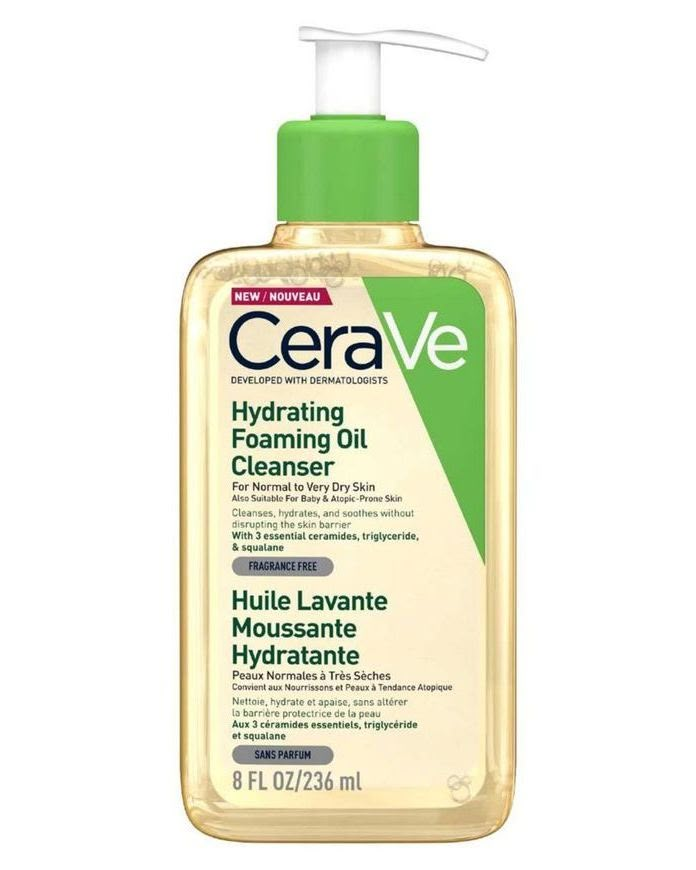 NEW / NOUVEAU
CeraVe
DEVELOPED WITH DERMATOLOGISTS
Hydrating
Foaming Oil
Cleanser
For Normal to Very Dry Skin
Also Suitable For Baby & Atopic-Prone Skin
Cleanses, hydrates, and soothes without
disrupting the skin barrier
With 3 essential ceramides, triglyceride,
& squalane
FRAGRANCE FREE
Huile Lavante
Moussante
Hydratante
Peaux Normales à Très Sèches
Convient aux Nourrissons et Peaux à Tendance Atopique
Nettoie, hydrate et apaise, sans altérer
la barrière protectrice de la peau
Aux 3 céramides essentiels, triglycéride
et squalane
SANS PARFUM
8 FL OZ/236 ml